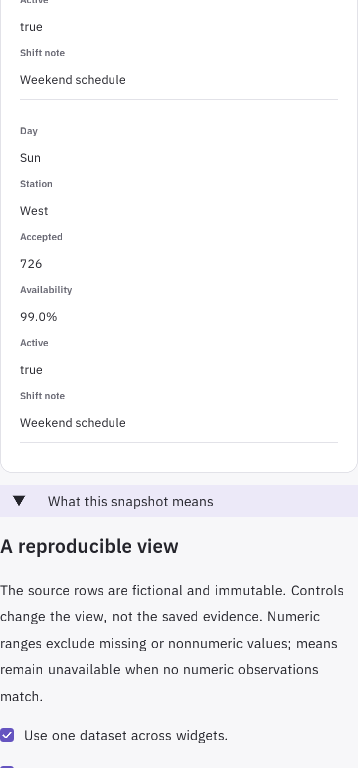 Active
true
Shift note
Weekend schedule
Day
Sun
Station
West
Accepted
726
Availability
99.0%
Active
true
Shift note
Weekend schedule
What this snapshot means
A reproducible view
The source rows are fictional and immutable. Controls
change the view, not the saved evidence. Numeric
ranges exclude missing or nonnumeric values; means
remain unavailable when no numeric observations
match.
Use one dataset across widgets.